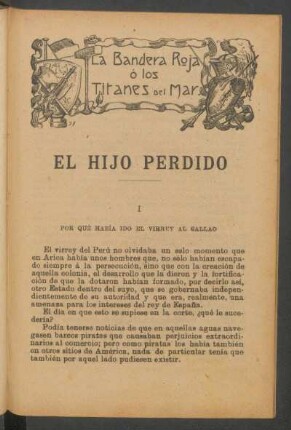 La Bandera Roja
ó los
Titanes del Mar
EL HIJO PERDIDO
I
POR QUÉ HABÍA IDO EL VIRREY AL CALLAO
El virrey del Perú no olvidaba un solo momento que
en Arica había unos hombres que, no sólo habían escapa-
do siempre á la persecución, sino que con la creación de
aquella colonia, el desarrollo que la dieron y la fortifica-
ción de que la dotaron habían formado, por decirlo así,
otro Estado dentro del suyo, que se gobernaba indepen-
dientemente de su autoridad y que era, realmente, una
amenaza para los intereses del rey de España.
El día en que esto se supiese en la corte, ¿qué le suce-
dería?
Podía tenerse noticias de que en aquellas aguas nave-
gasen barcos piratas que causaban perjuicios extraordi-
narios al comercio; pero como piratas los había también
en otros sitios de América, nada de particular tenía que
también por aquel lado pudiesen existir.